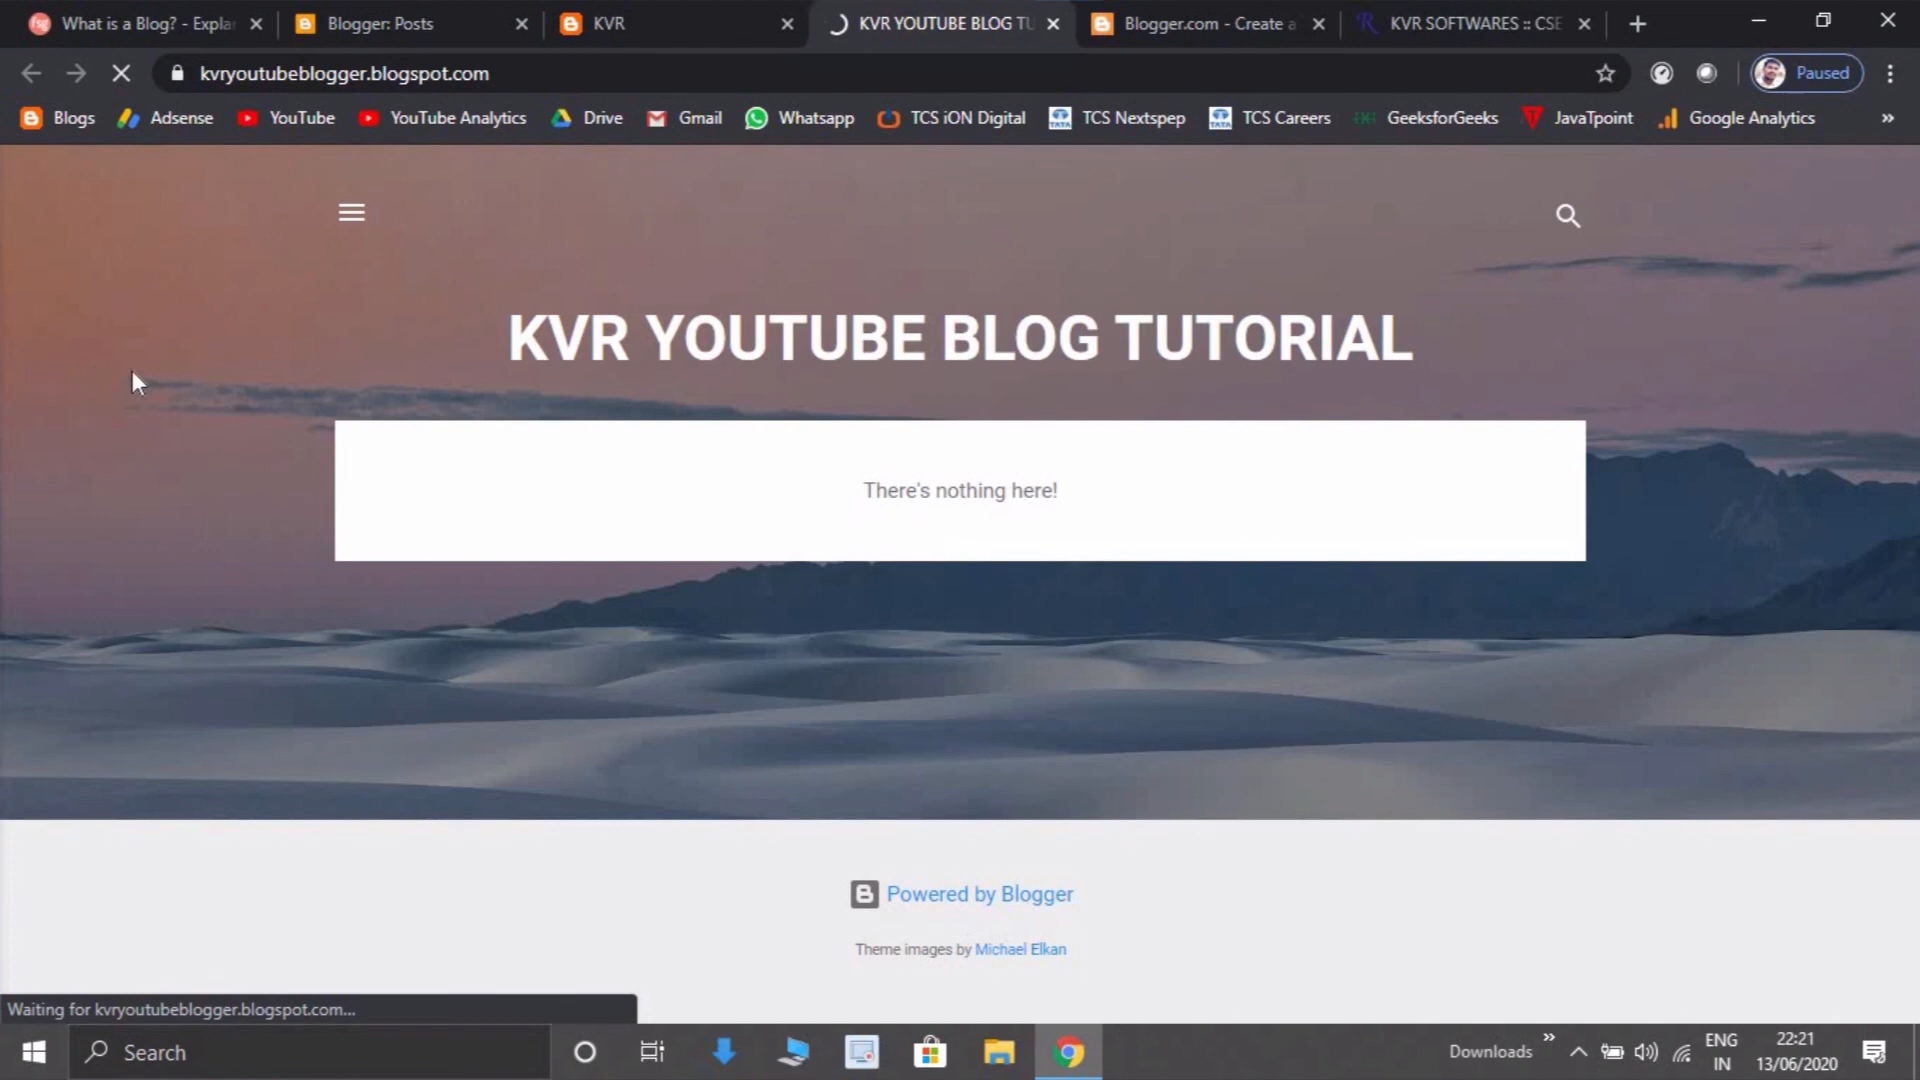 What is a Blog? - Expla
Blogger: Posts
KVR
KVR YOUTUBE BLOG TU
Blogger.com - Create a
KVR SOFTWARES :: CSE
kvryoutubeblogger.blogspot.com
Paused
Blogs
Adsense
YouTube
YouTube Analytics
Drive
Gmail
Whatsapp
TCS iON Digital
TCS Nextspep
TCS Careers
GeeksforGeeks
JavaTpoint
Google Analytics
KVR YOUTUBE BLOG TUTORIAL
There's nothing here!
Powered by Blogger
Theme images by Michael Elkan
Waiting for kvryoutubeblogger.blogspot.com...
Search
Downloads
ENG
IN
22:21
13/06/2020